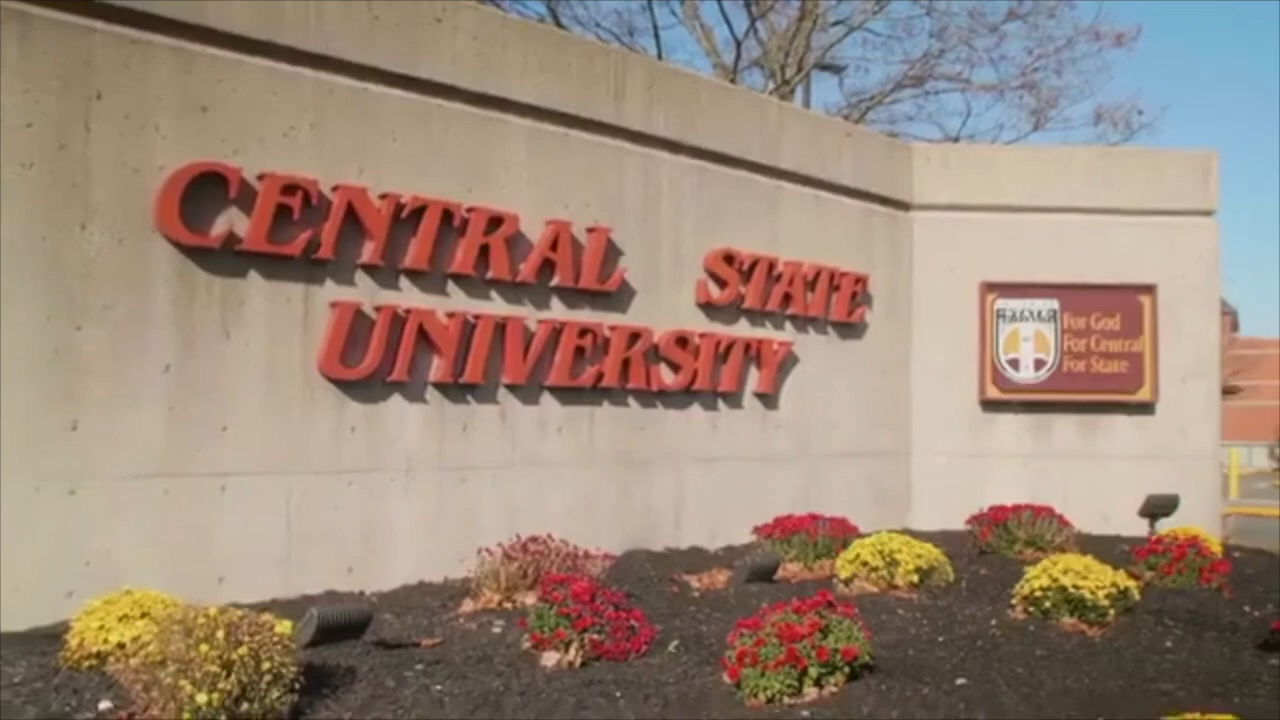 CENTRAL STATE
UNIVERSITY
For God
For Central
For State